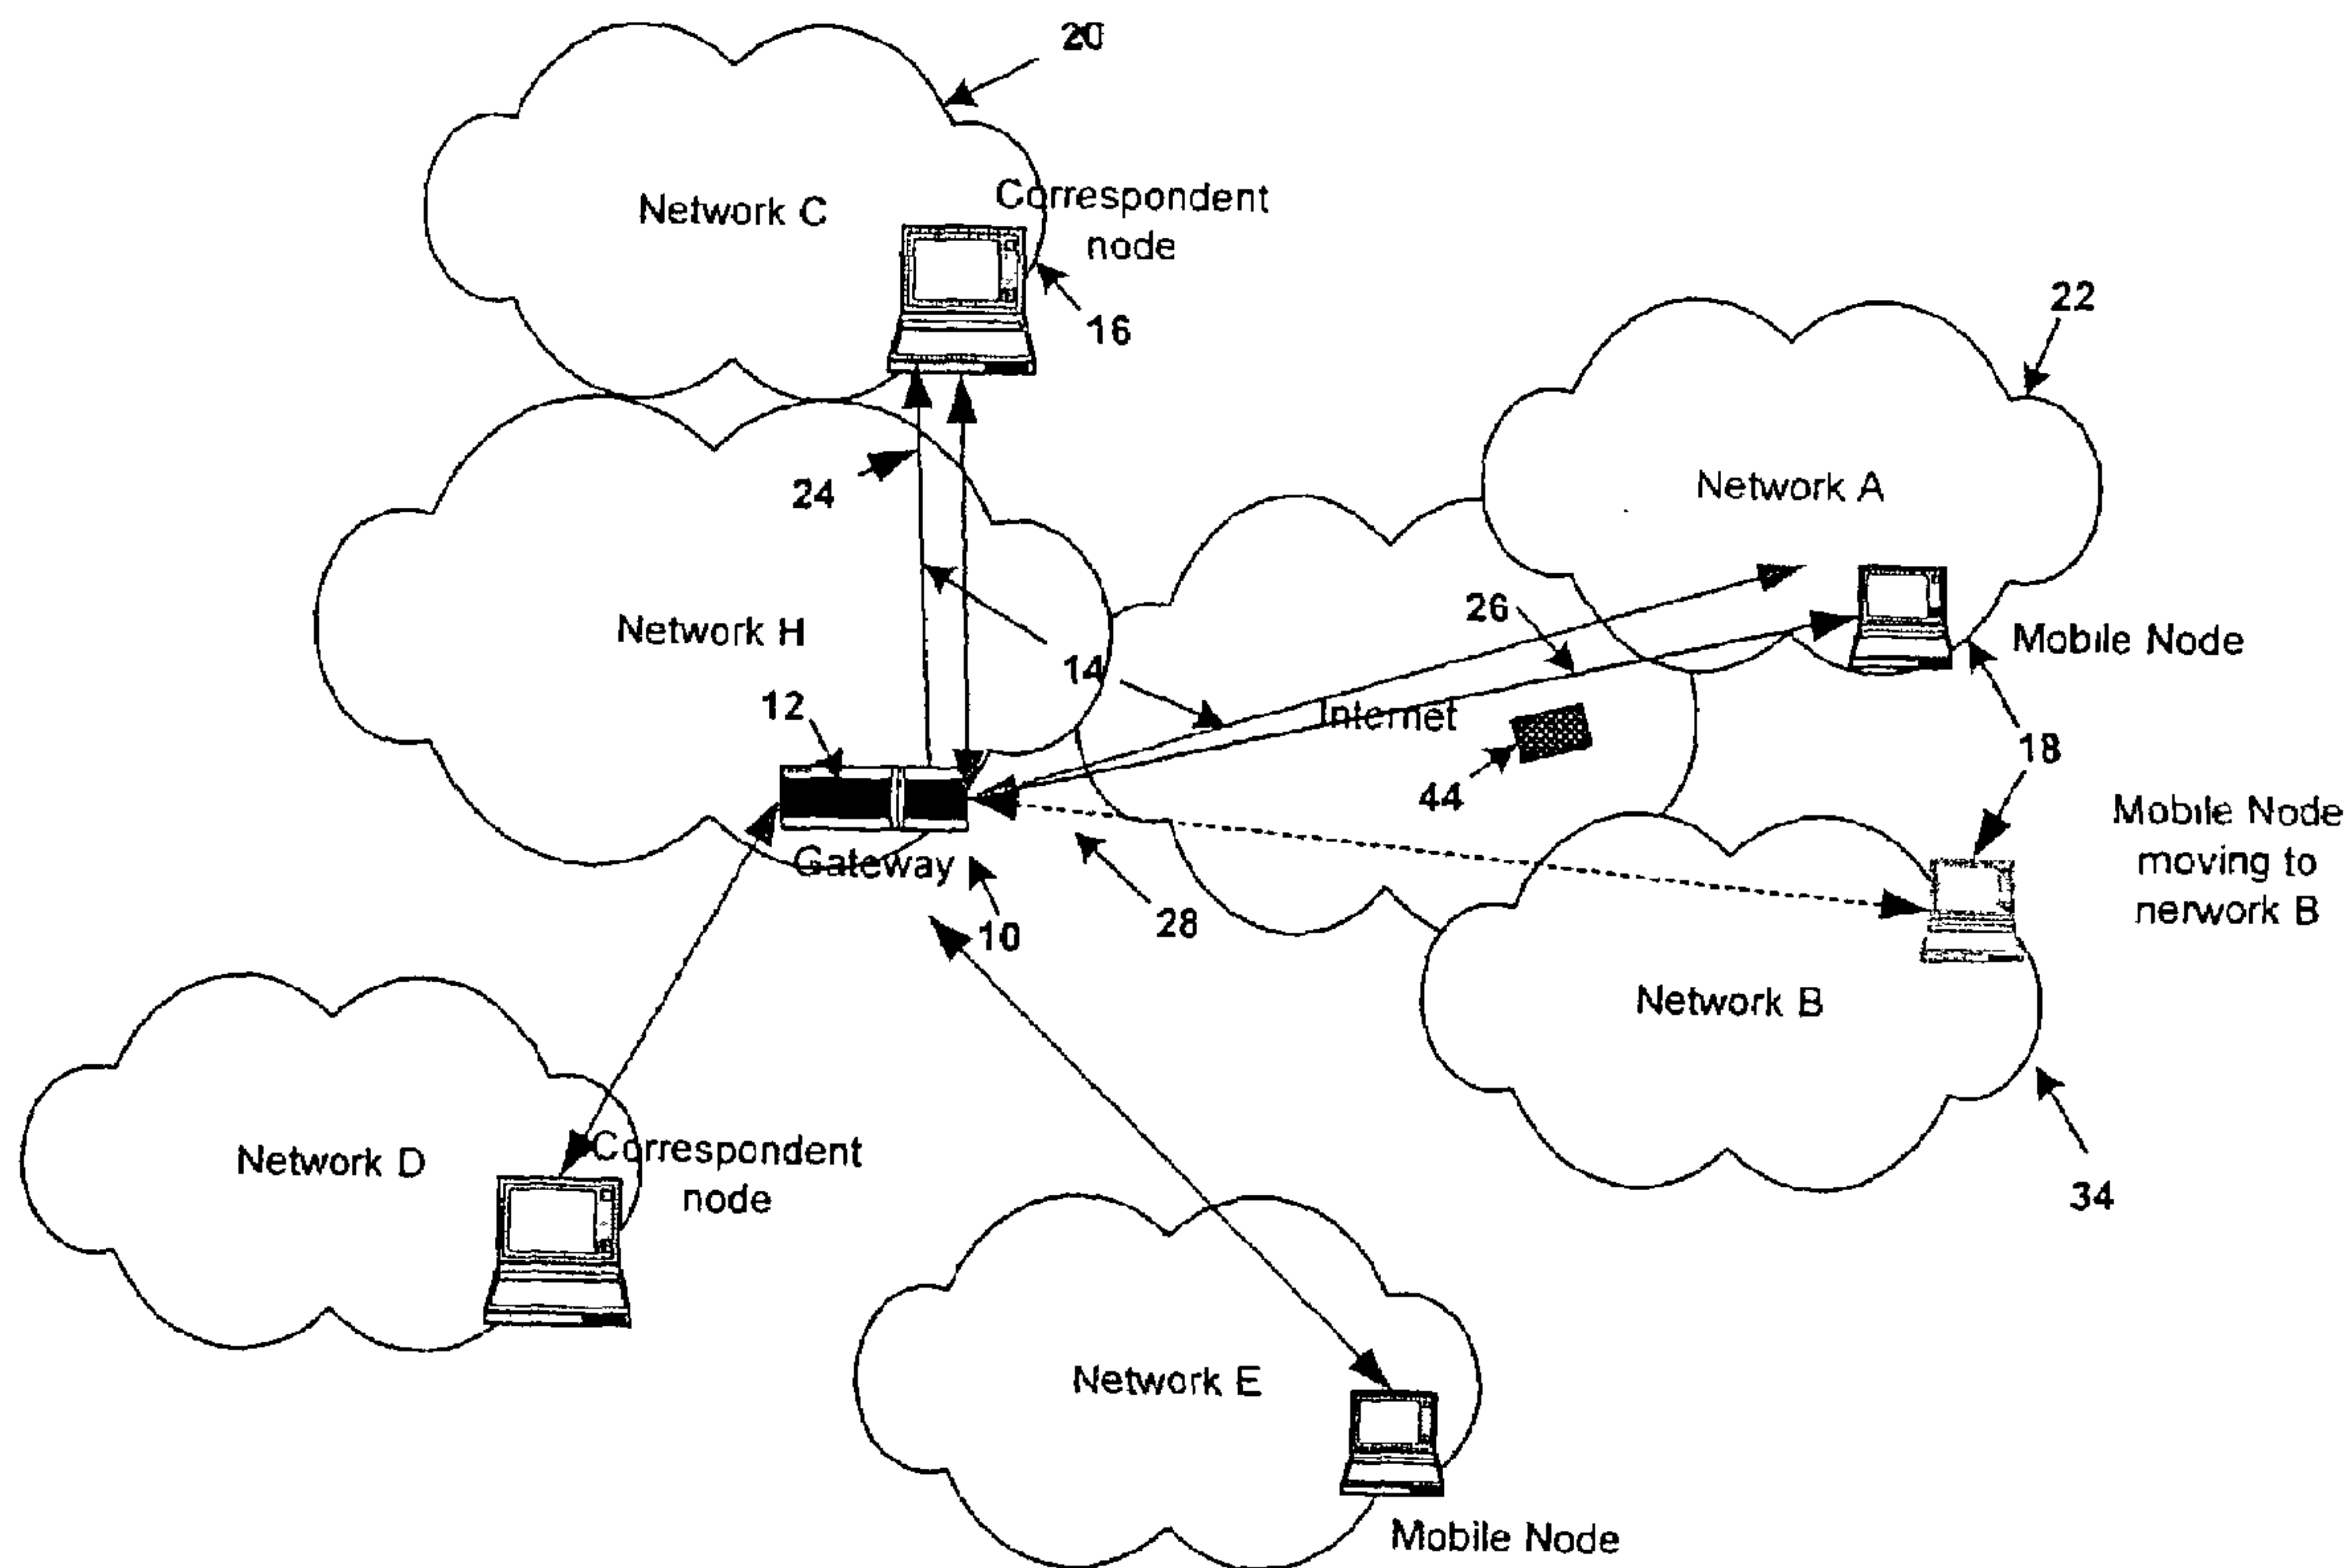 20
Network C
Correspondent
node
16
22
Network A
24
26
Network H
Mobile Node
14
12
Internet
18
44
Mobile Node
moving to
nerwork B
Gateway
10
28
Network B
Network D
Correspondent
node
34
Network E
Mobile Node